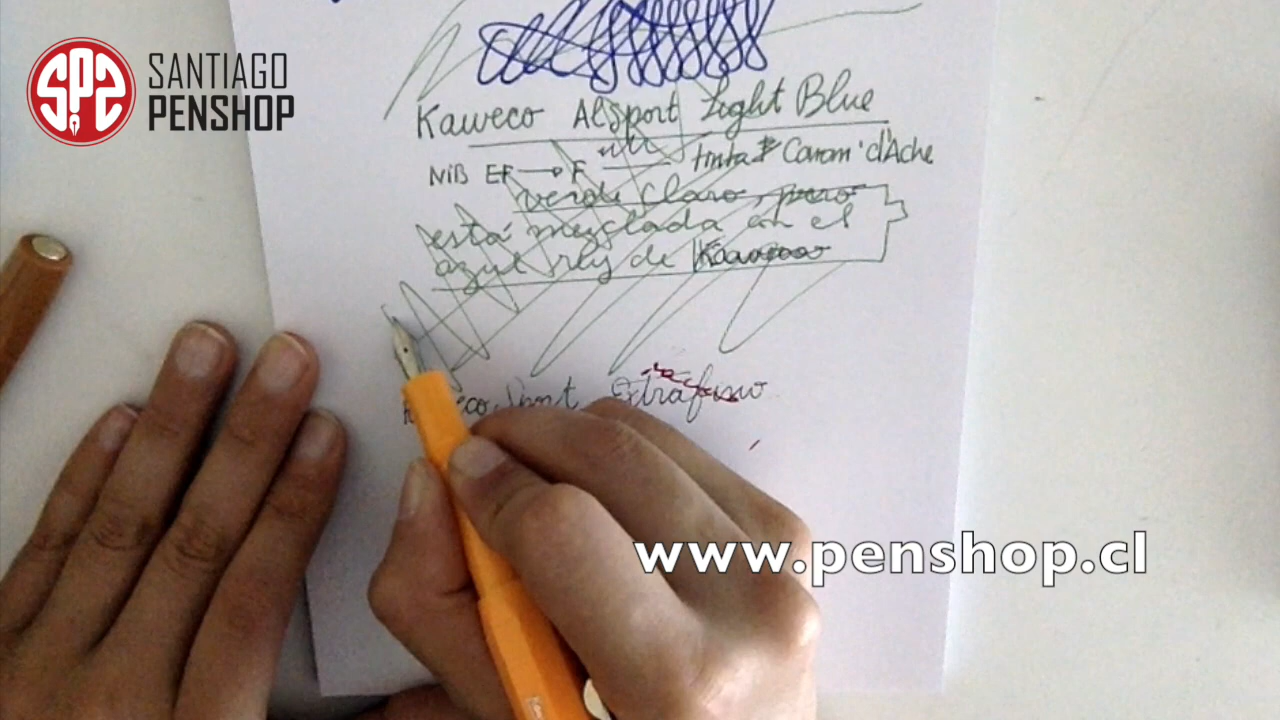 SPS
SANTIAGO
PENSHOP
Kaweco AlSport Light Blue
NIB EF → F tinta Caran d'Ache
verde claro, pero
está mezclada con el
azul rey de Kaweco
Sport Extrafino
www.penshop.cl